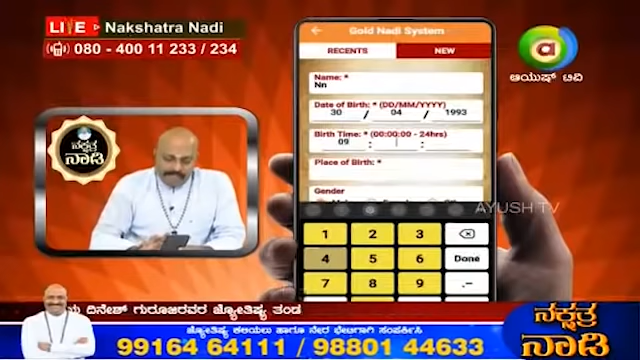 LIVE Nakshatra Nadi
080 - 400 11 233 / 234
ನಕ್ಷತ್ರ
ನಾಡಿ
Gold Nadi System
RECENTS NEW
Name: *
Nn
Date of Birth: * (DD/MM/YYYY)
30 / 04 / 1993
Birth Time: * (00:00:00 - 24hrs)
09 : :
Place of Birth: *
Gender
1 2 3
4 5 6 Done
7 8 9 .-
a
ಆಯುಷ್ ಟಿವಿ
AYUSH TV
ದಿನೇಶ್ ಗುರೂಜಿರವರ ಜ್ಯೋತಿಷ್ಯ ತಂಡ
ಜ್ಯೋತಿಷ್ಯ ಕಲಿಯಲು ಹಾಗೂ ನೇರ ಭೇಟಿಗಾಗಿ ಸಂಪರ್ಕಿಸಿ
99164 64111 / 98801 44633
ನಕ್ಷತ್ರ
ನಾಡಿ